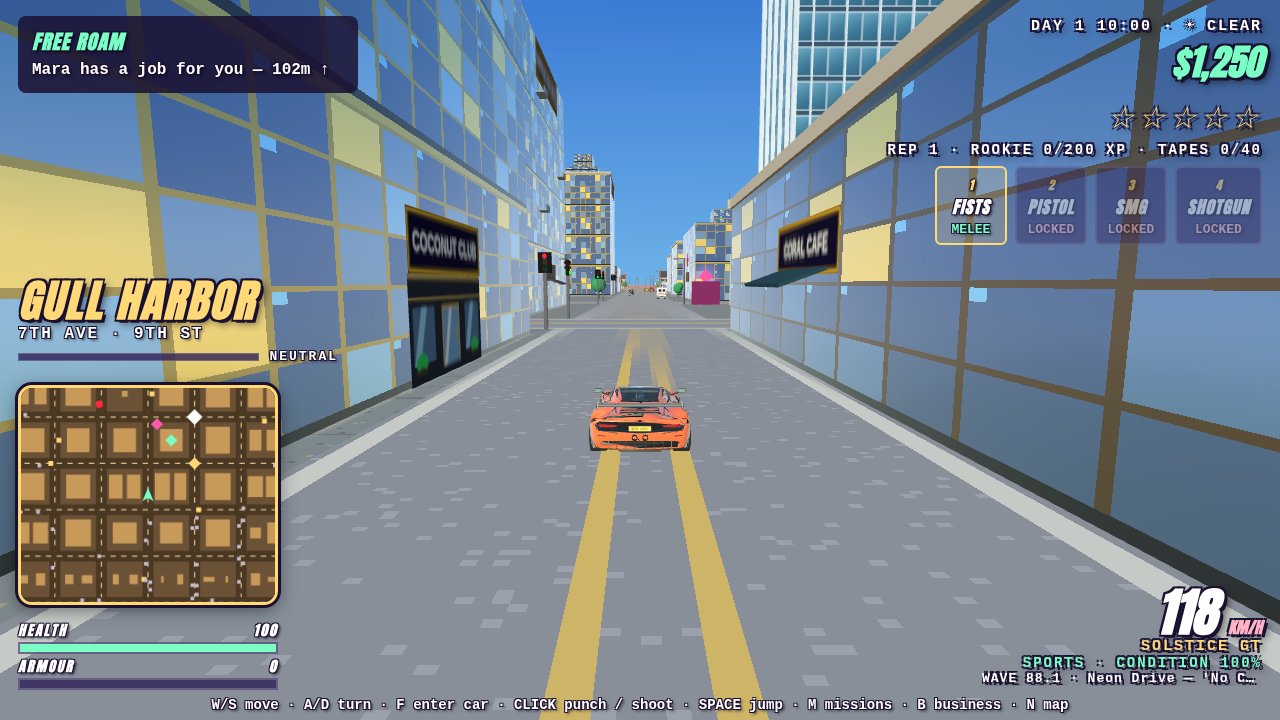 FREE ROAM
Mara has a job for you — 102m ↑
DAY 1 10:00 · ☀ CLEAR
$1,250
REP 1 · ROOKIE 0/200 XP · TAPES 0/40
1
FISTS
MELEE
2
PISTOL
LOCKED
3
SMG
LOCKED
4
SHOTGUN
LOCKED
COCONUT CLUB
CORAL CAFE
GULL HARBOR
7TH AVE · 9TH ST
NEUTRAL
HEALTH 100
ARMOUR 0
118 KM/H
SOLSTICE GT
SPORTS · CONDITION 100%
WAVE 88.1 · Neon Drive — 'No C…
W/S move · A/D turn · F enter car · CLICK punch / shoot · SPACE jump · M missions · B business · N map